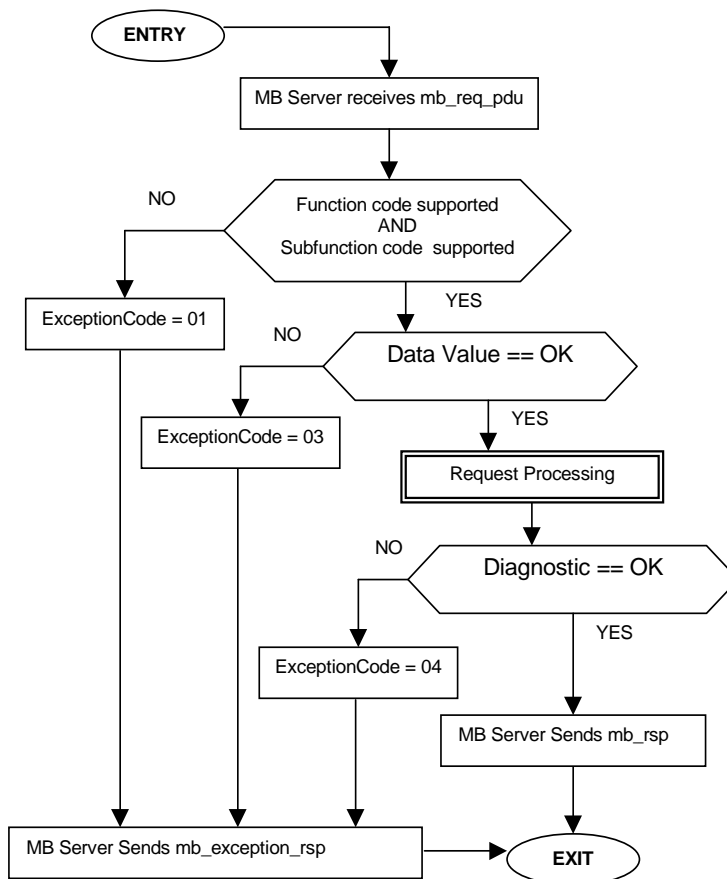 ENTRY
MB Server receives mb_req_pdu
NO
Function code supported
AND
Subfunction code supported
YES
ExceptionCode = 01
NO
Data Value == OK
YES
ExceptionCode = 03
Request Processing
NO
Diagnostic == OK
YES
ExceptionCode = 04
MB Server Sends mb_rsp
MB Server Sends mb_exception_rsp
EXIT